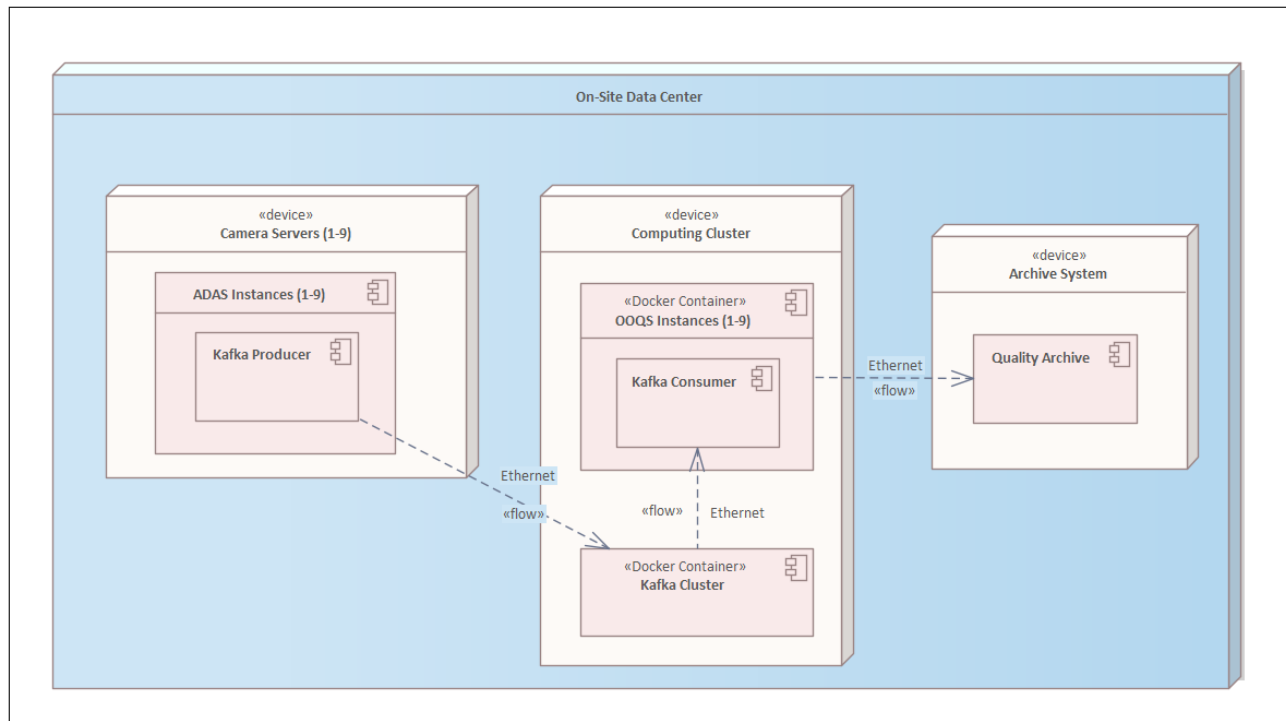 On-Site Data Center
«device»
Camera Servers (1-9)
ADAS Instances (1-9)
Kafka Producer
«device»
Computing Cluster
«Docker Container»
OOQS Instances (1-9)
Kafka Consumer
«device»
Archive System
Quality Archive
Ethernet
«flow»
Ethernet
«flow»
«flow»
Ethernet
«Docker Container»
Kafka Cluster